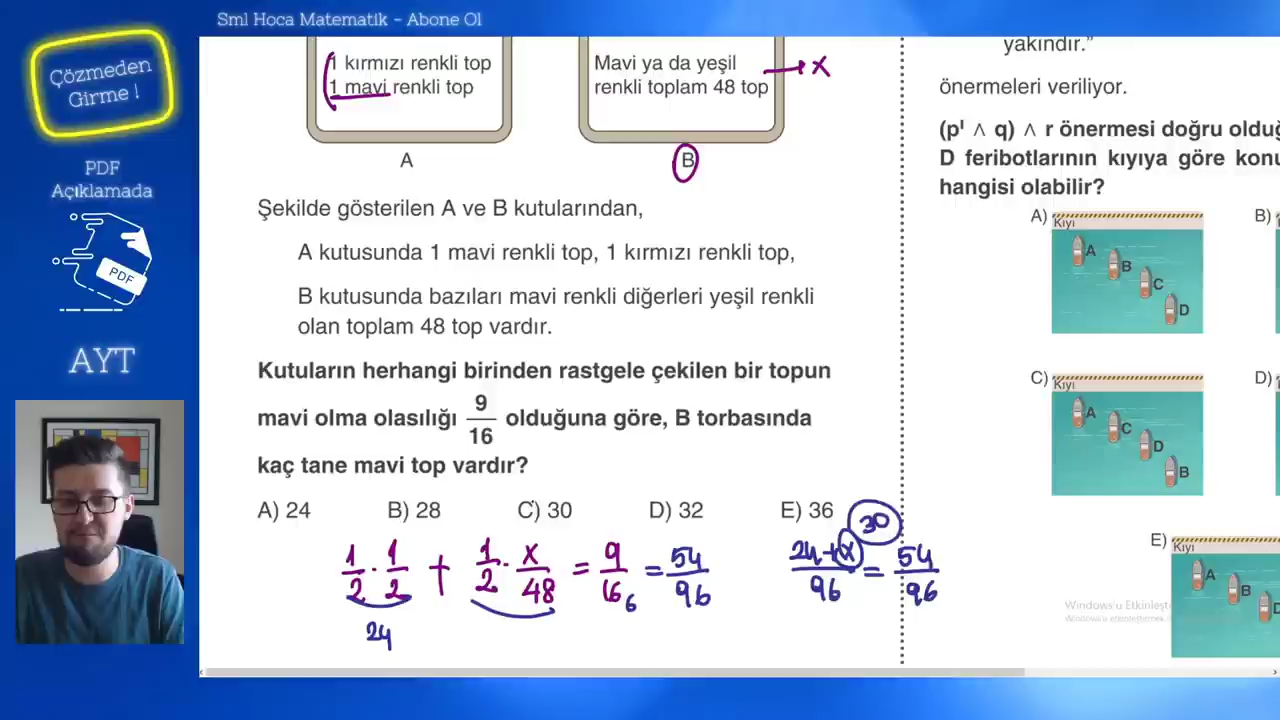 Sml Hoca Matematik - Abone Ol
Çözmeden
Girme !
PDF
Açıklamada
PDF
AYT
1 kırmızı renkli top
1 mavi renkli top
A
Mavi ya da yeşil
renkli toplam 48 top
x
B
Şekilde gösterilen A ve B kutularından,
A kutusunda 1 mavi renkli top, 1 kırmızı renkli top,
B kutusunda bazıları mavi renkli diğerleri yeşil renkli
olan toplam 48 top vardır.
Kutuların herhangi birinden rastgele çekilen bir topun
mavi olma olasılığı 9/16 olduğuna göre, B torbasında
kaç tane mavi top vardır?
A) 24 B) 28 C) 30 D) 32 E) 36
30
1/2 · 1/2 + 1/2 · x/48 = 9/16 = 54/96
6
24
24+x/96 = 54/96
yakındır.”
önermeleri veriliyor.
(pᴵ ∧ q) ∧ r önermesi doğru olduğ
D feribotlarının kıyıya göre konu
hangisi olabilir?
A)
Kıyı
A
B
C
D
B)
C)
Kıyı
A
C
D
B
D)
E)
Kıyı
A
B
D
Windows'u Etkinleşt